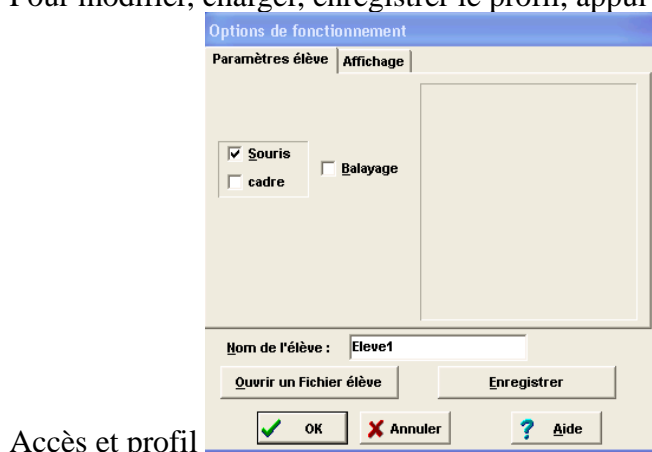 Pour modifier, charger, enregistrer le profil,
Options de fonctionnement
Paramètres élève Affichage
Souris
Balayage
cadre
Nom de l'élève : Eleve1
Ouvrir un Fichier élève Enregistrer
OK Annuler Aide
Accès et profil